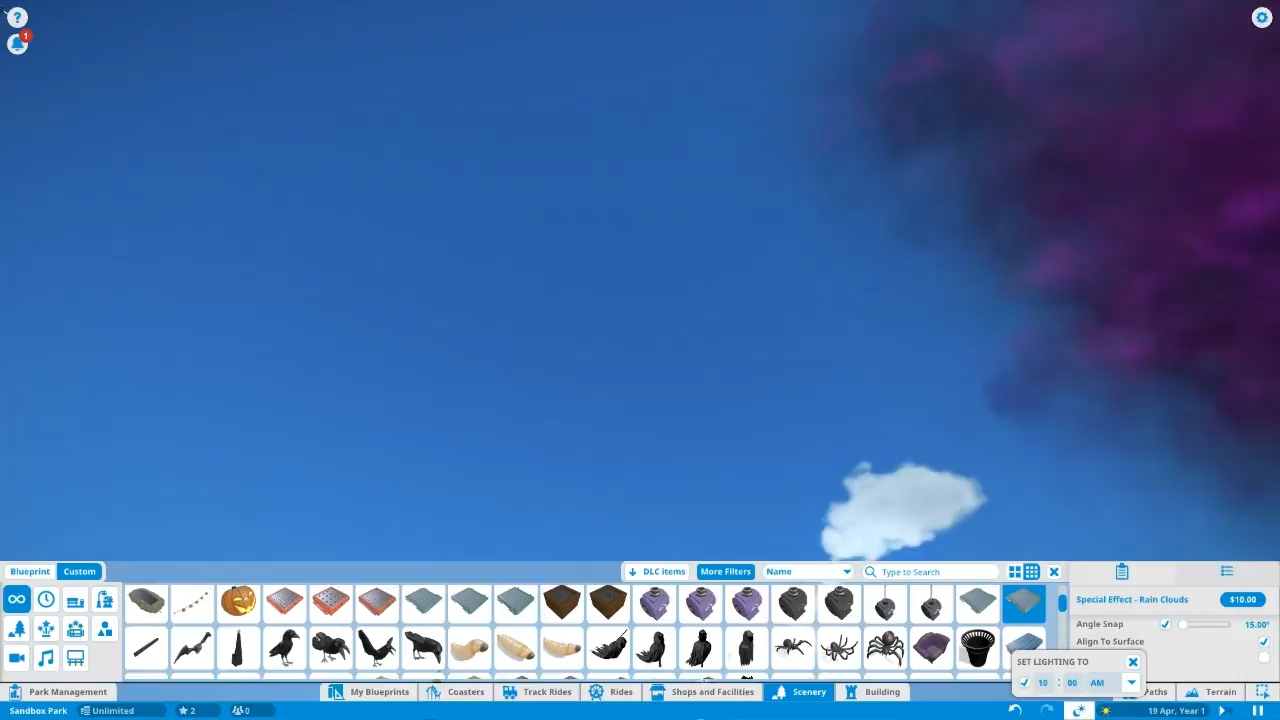 ?
1
Blueprint Custom DLC items More Filters Name Type to Search
Special Effect - Rain Clouds $10.00
Angle Snap 15.00°
Align To Surface
SET LIGHTING TO
10 : 00 AM
Park Management My Blueprints Coasters Track Rides Rides Shops and Facilities Scenery Building Paths Terrain
Sandbox Park Unlimited 2 0 19 Apr, Year 1